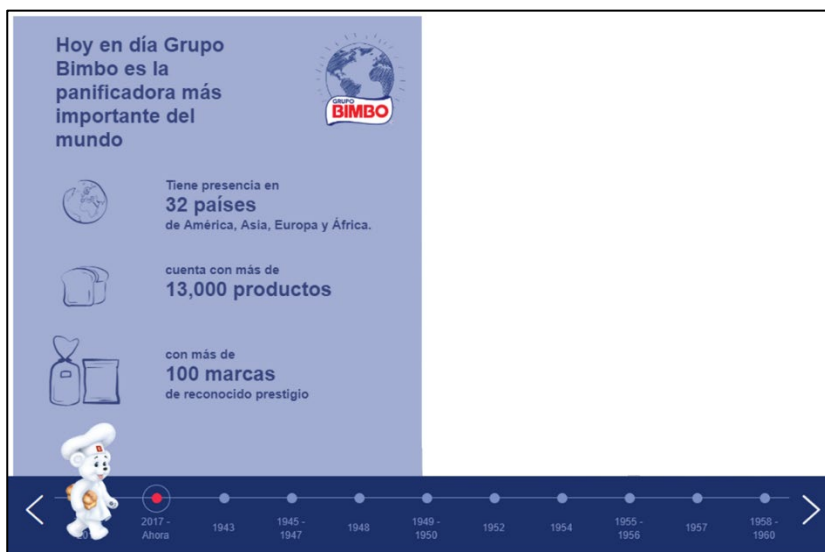 Hoy en día Grupo
Bimbo es la
panificadora más
importante del
mundo
GRUPO
BIMBO
Tiene presencia en
32 países
de América, Asia, Europa y África.
cuenta con más de
13,000 productos
con más de
100 marcas
de reconocido prestigio
2017 -
Ahora
1943
1945 -
1947
1948
1949 -
1950
1952
1954
1955 -
1956
1957
1958 -
1960